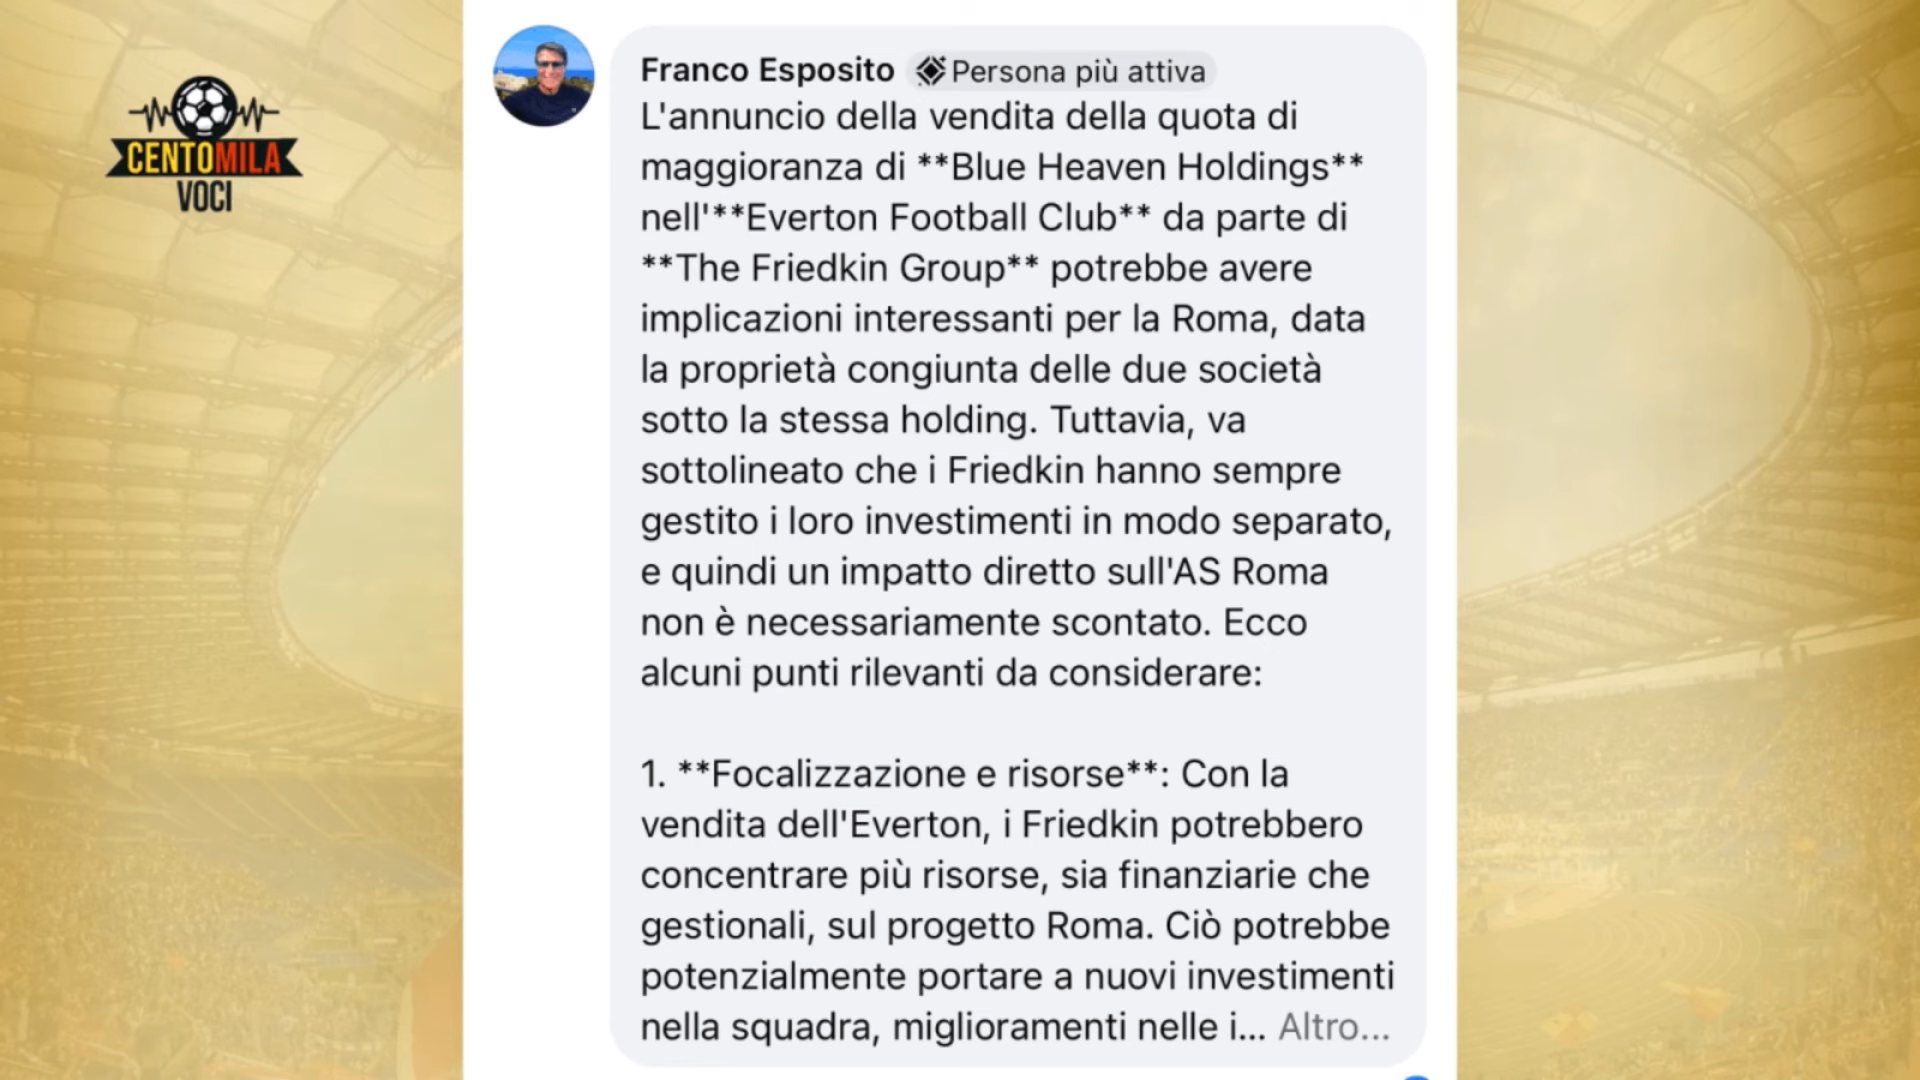 CENTOMILA
VOCI
Franco Esposito Persona più attiva
L'annuncio della vendita della quota di
maggioranza di **Blue Heaven Holdings**
nell'**Everton Football Club** da parte di
**The Friedkin Group** potrebbe avere
implicazioni interessanti per la Roma, data
la proprietà congiunta delle due società
sotto la stessa holding. Tuttavia, va
sottolineato che i Friedkin hanno sempre
gestito i loro investimenti in modo separato,
e quindi un impatto diretto sull'AS Roma
non è necessariamente scontato. Ecco
alcuni punti rilevanti da considerare:
1. **Focalizzazione e risorse**: Con la
vendita dell'Everton, i Friedkin potrebbero
concentrare più risorse, sia finanziarie che
gestionali, sul progetto Roma. Ciò potrebbe
potenzialmente portare a nuovi investimenti
nella squadra, miglioramenti nelle i... Altro...